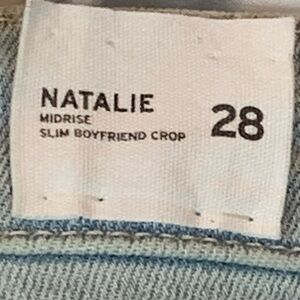 NATALIE
MIDRISE
SLIM BOYFRIEND CROP
28